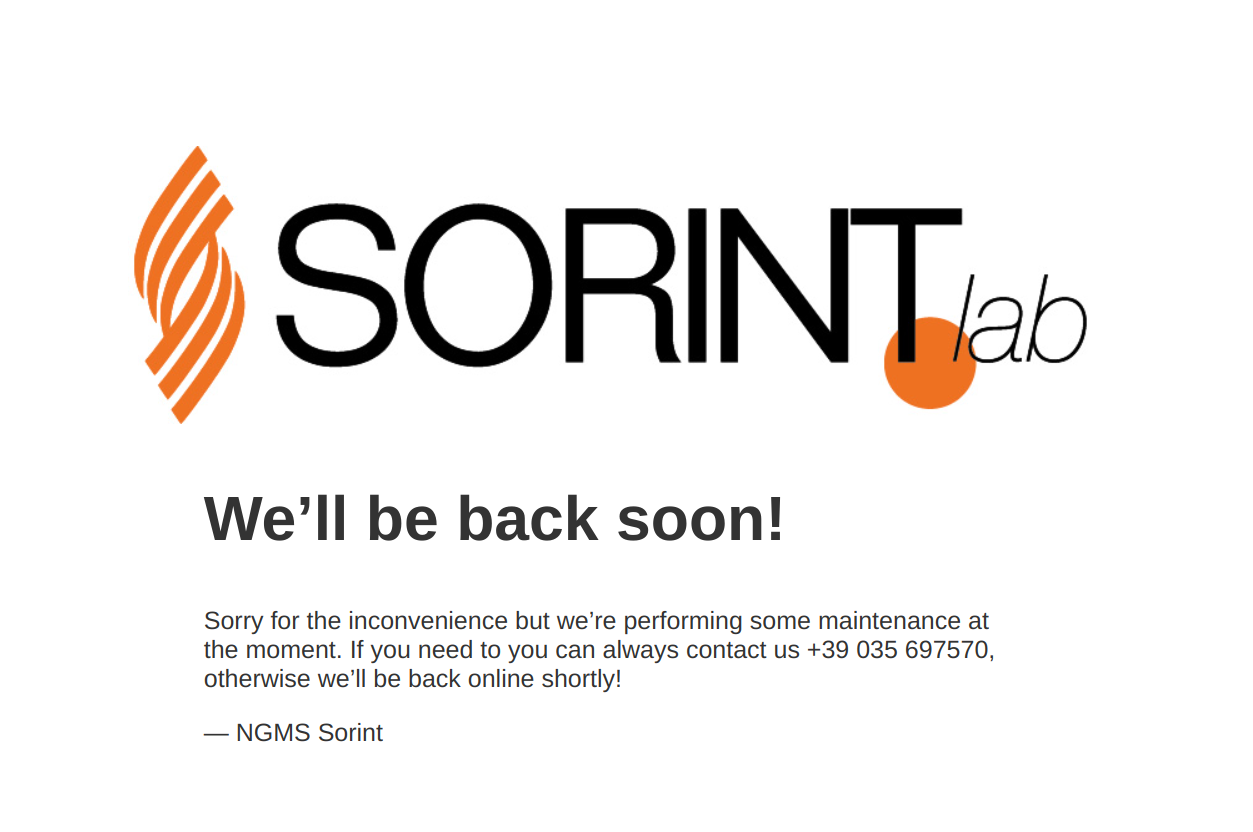 SORINT lab
We’ll be back soon!
Sorry for the inconvenience but we’re performing some maintenance at
the moment. If you need to you can always contact us +39 035 697570,
otherwise we’ll be back online shortly!
— NGMS Sorint